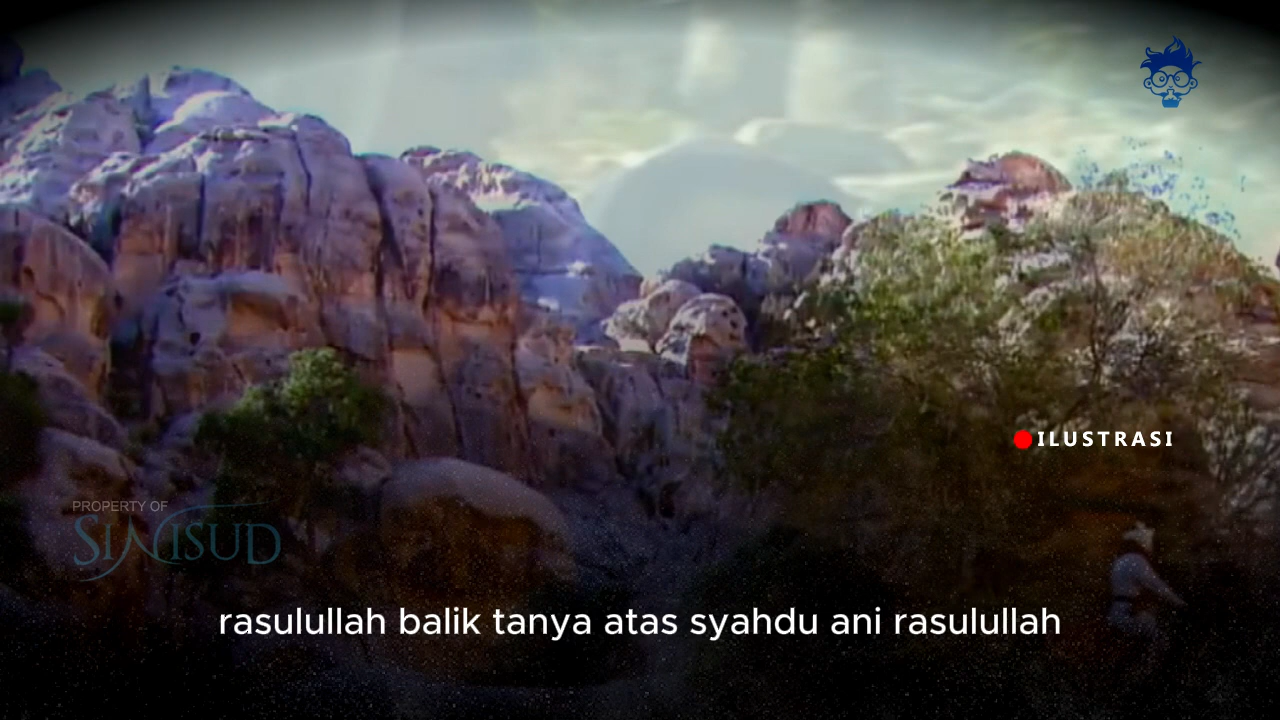 ILUSTRASI
PROPERTY OF
SINISUD
rasulullah balik tanya atas syahdu ani rasulullah